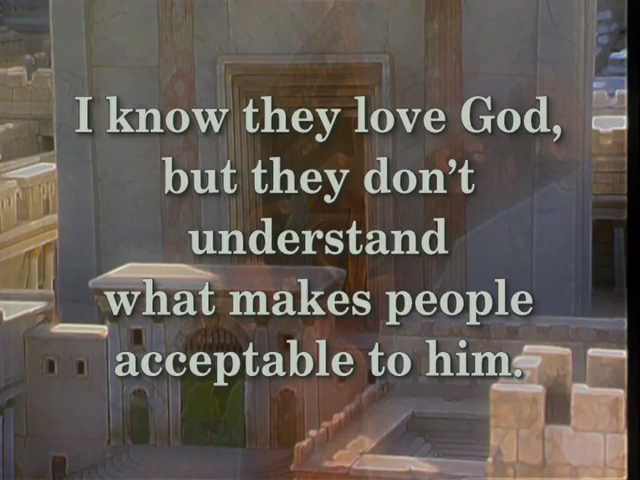 I know they love God,
but they don’t
understand
what makes people
acceptable to him.